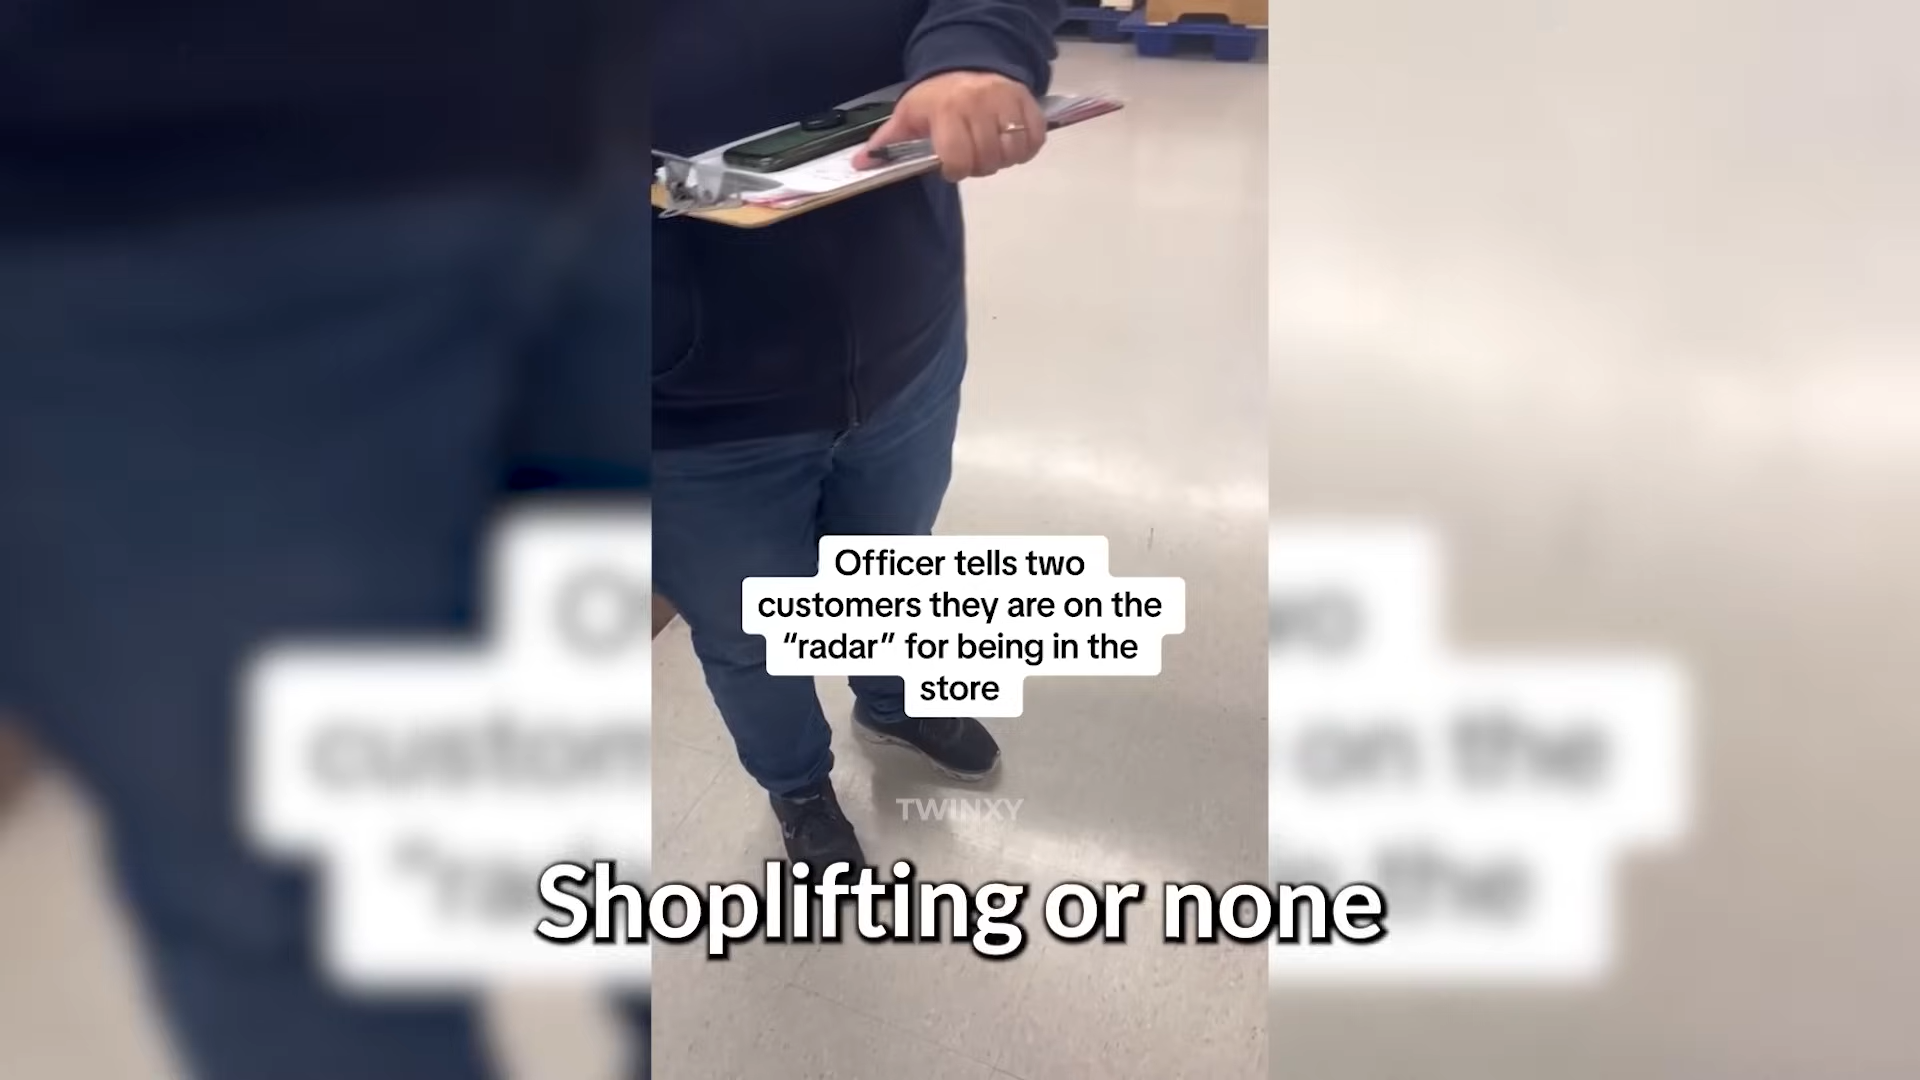 Officer tells two
customers they are on the
“radar” for being in the
store
TWINXY
Shoplifting or none